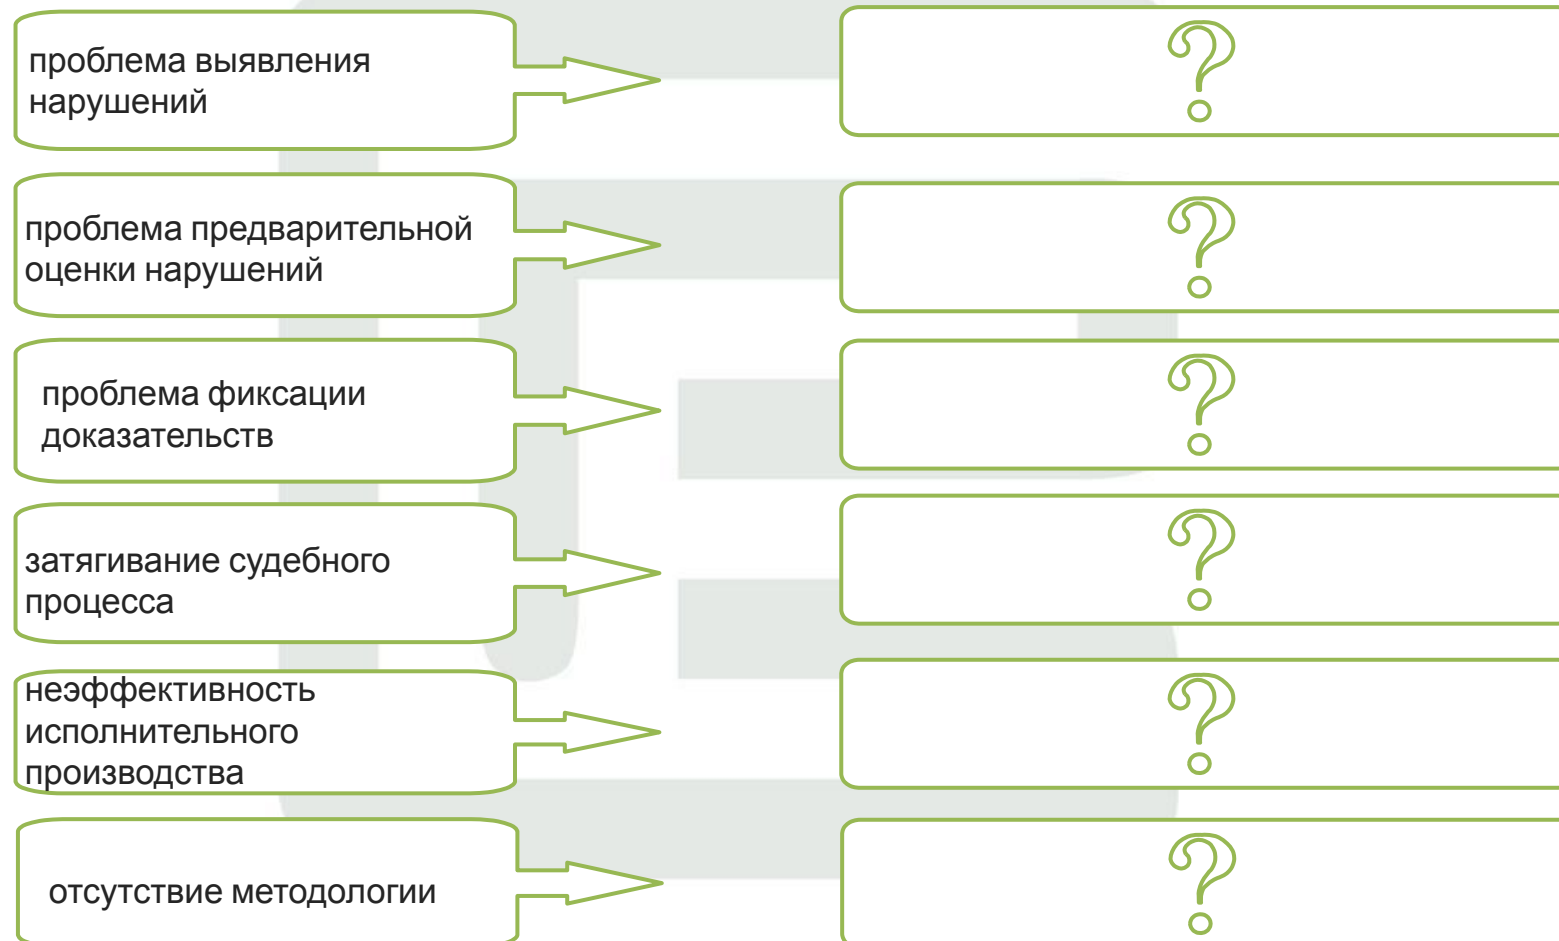 проблема выявления
нарушений
?
проблема предварительной
оценки нарушений
?
проблема фиксации
доказательств
?
затягивание судебного
процесса
?
неэффективность
исполнительного
производства
?
отсутствие методологии
?